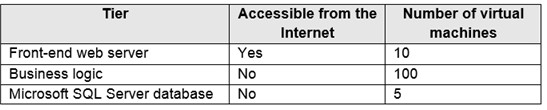 Tier Accessible from the Internet Number of virtual machines
Front-end web server Yes 10
Business logic No 100
Microsoft SQL Server database No 5